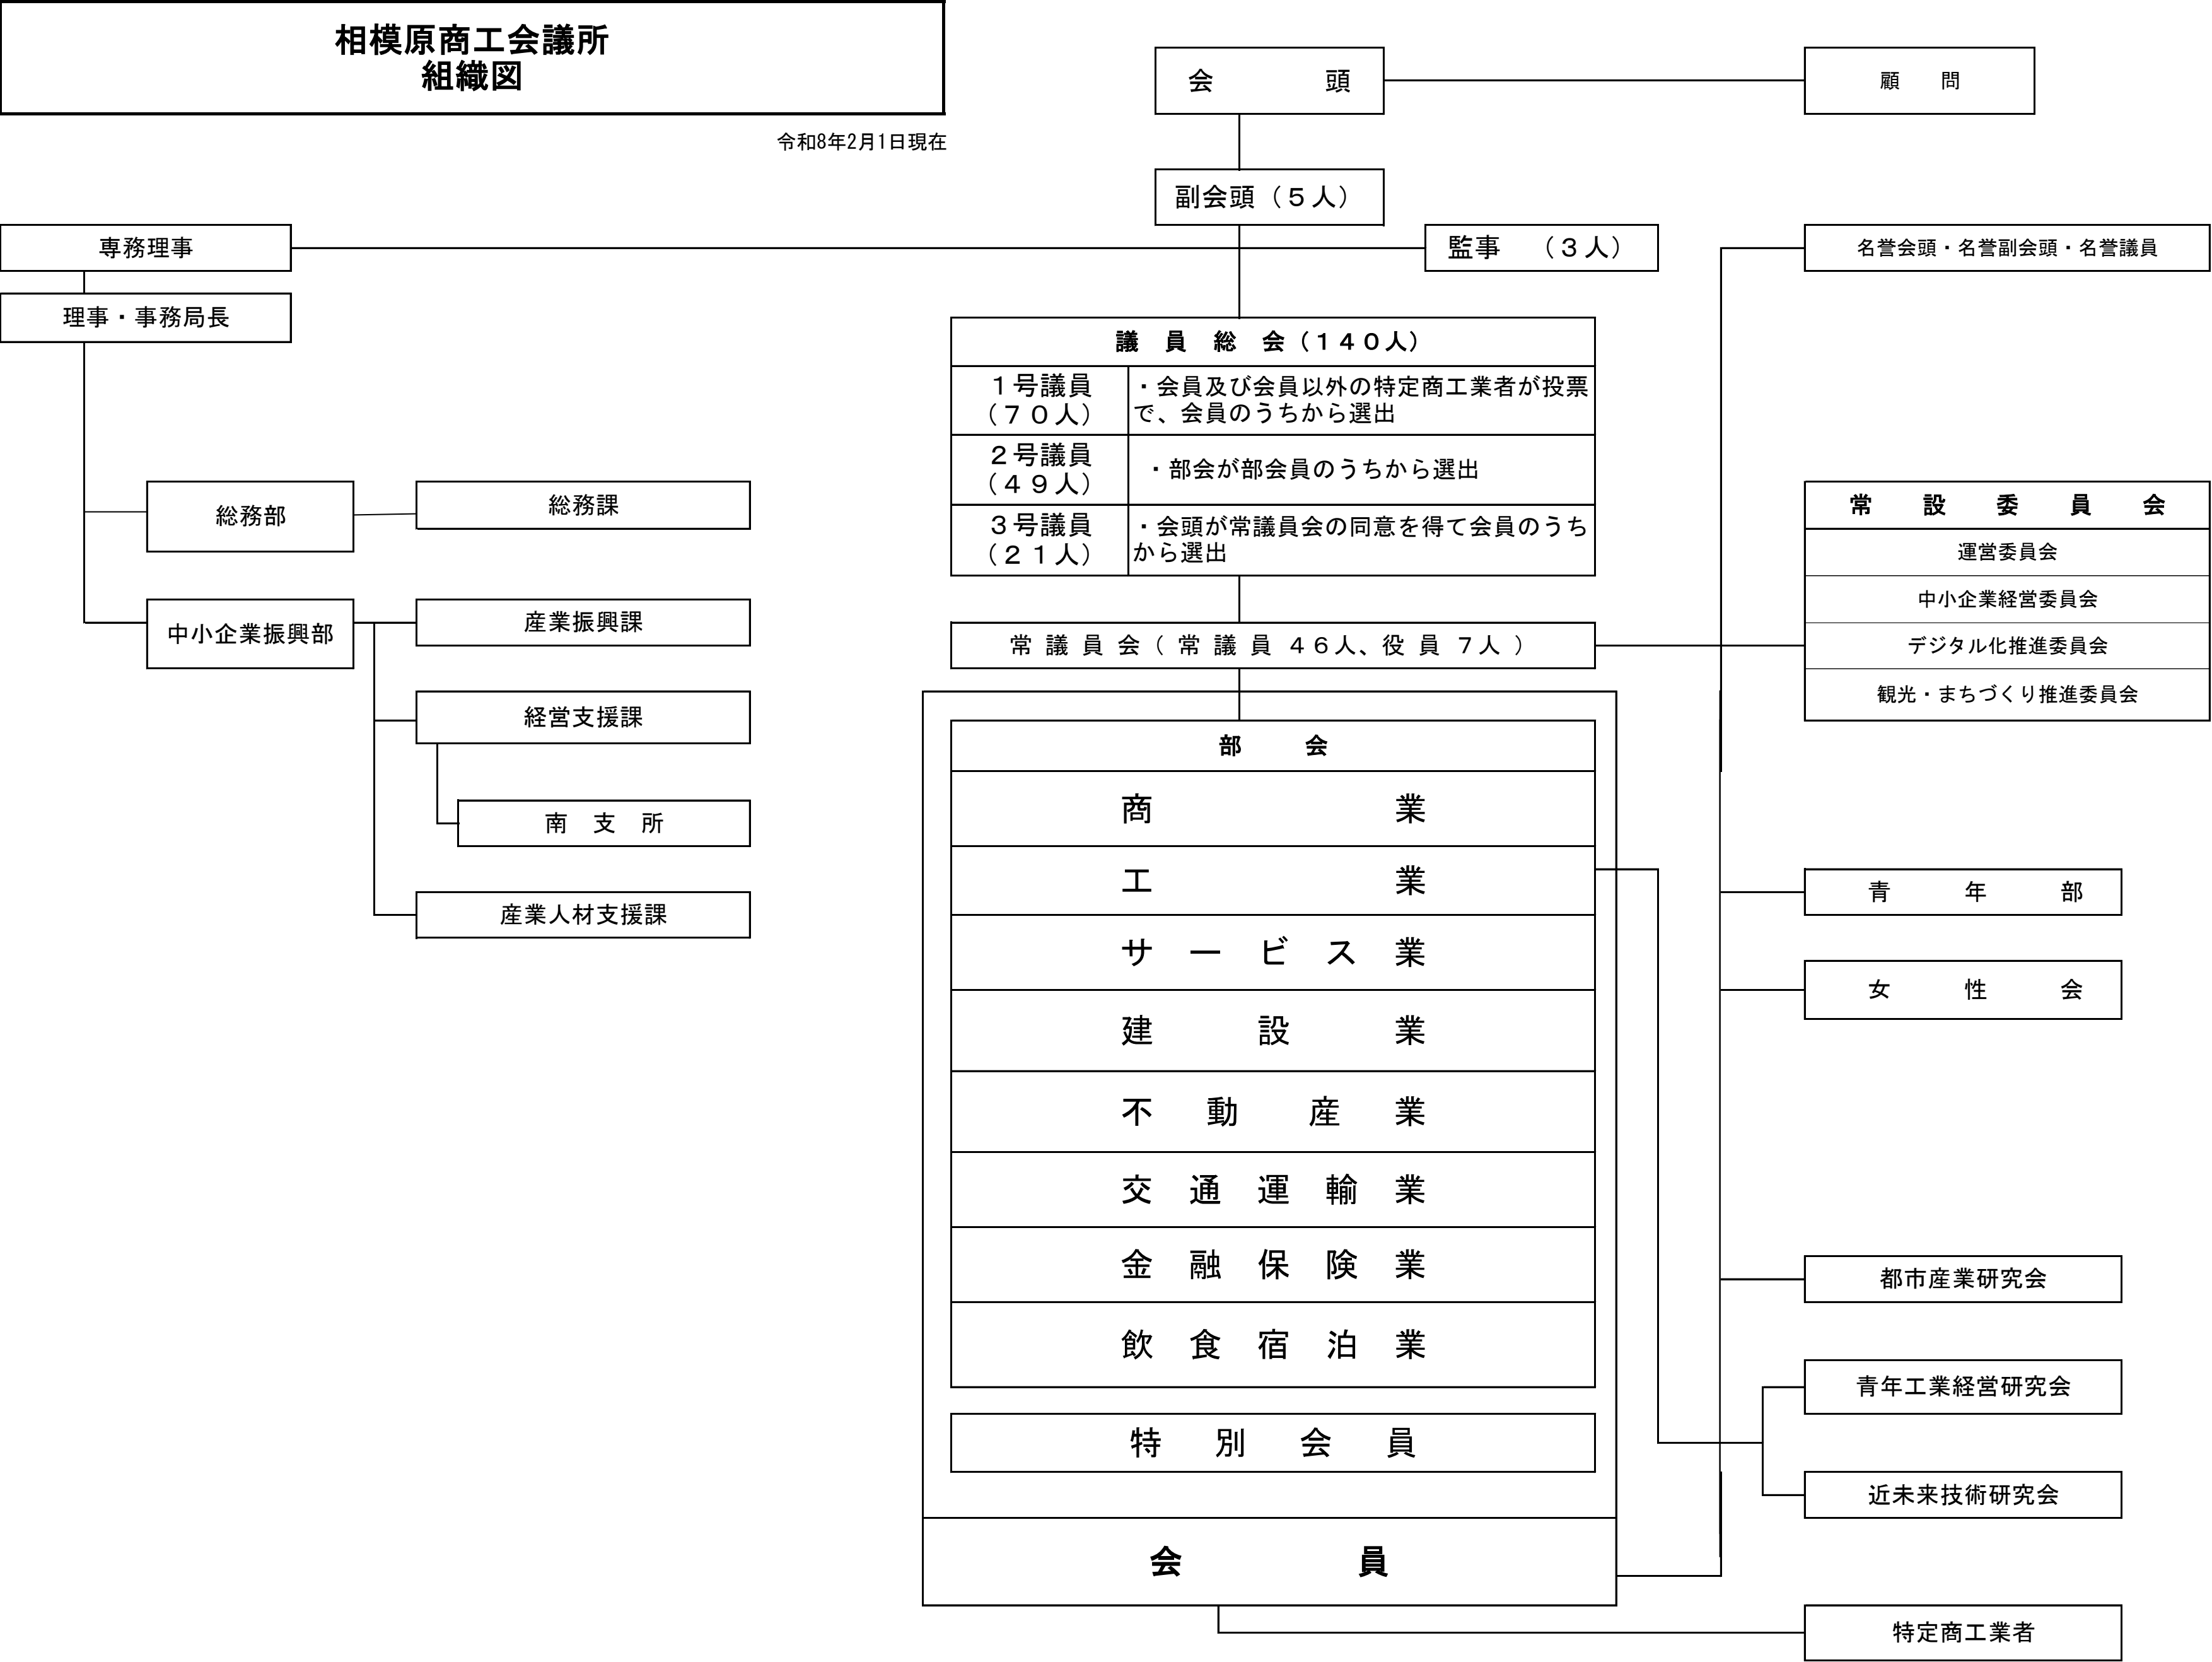 相模原商工会議所
組織図
令和8年2月1日現在
会　　　　頭
顧　　問
副会頭（５人）
専務理事
監事　（３人）
名誉会頭・名誉副会頭・名誉議員
理事・事務局長
議　員　総　会（１４０人）
１号議員
（７０人）
・会員及び会員以外の特定商工業者が投票
で、会員のうちから選出
２号議員
（４９人）
・部会が部会員のうちから選出
３号議員
（２１人）
・会頭が常議員会の同意を得て会員のうち
から選出
総務部
総務課
中小企業振興部
産業振興課
経営支援課
南　支　所
産業人材支援課
常 議 員 会（ 常 議 員 ４６人、役 員 ７人 ）
常　設　委　員　会
運営委員会
中小企業経営委員会
デジタル化推進委員会
観光・まちづくり推進委員会
部　　会
商　　　　業
工　　　　業
サ　ー　ビ　ス　業
建　　設　　業
不　動　産　業
交　通　運　輸　業
金　融　保　険　業
飲　食　宿　泊　業
特　別　会　員
会　　　　員
青　　年　　部
女　　性　　会
都市産業研究会
青年工業経営研究会
近未来技術研究会
特定商工業者